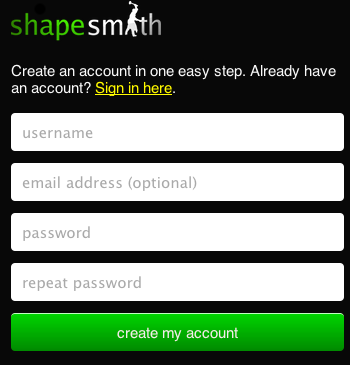 shapesmith
Create an account in one easy step. Already have
an account? Sign in here.
username
email address (optional)
password
repeat password
create my account